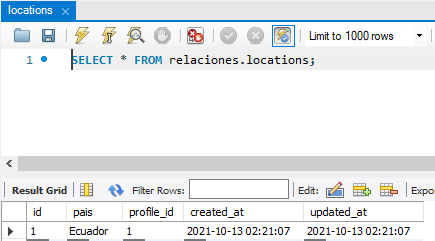 locations
Limit to 1000 rows
1 SELECT * FROM relaciones.locations;
Result Grid Filter Rows: Edit: Expo
id pais profile_id created_at updated_at
1 Ecuador 1 2021-10-13 02:21:07 2021-10-13 02:21:07